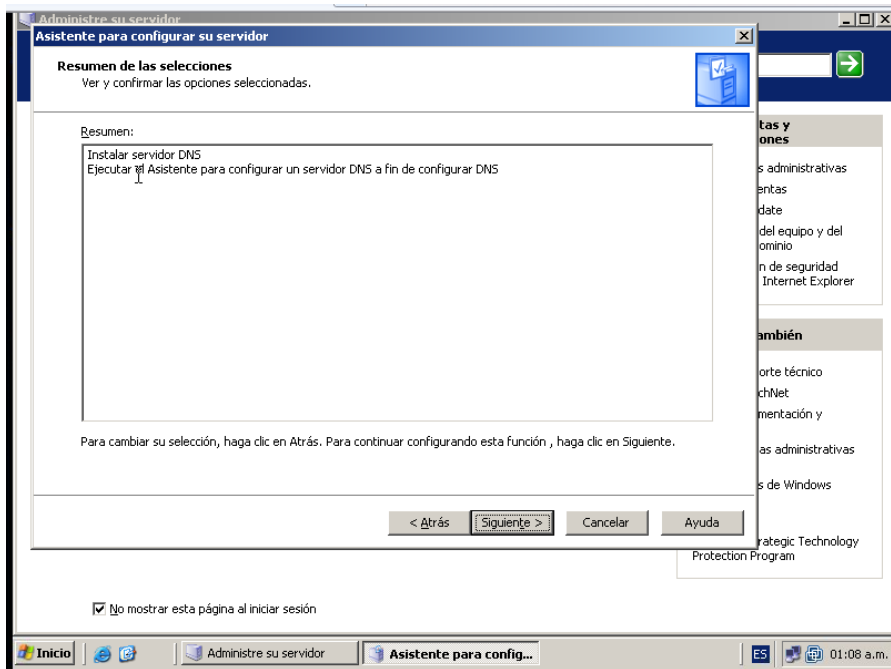 Administre su servidor
Asistente para configurar su servidor
Resumen de las selecciones
Ver y confirmar las opciones seleccionadas.
Resumen:
Instalar servidor DNS
Ejecutar el Asistente para configurar un servidor DNS a fin de configurar DNS
Para cambiar su selección, haga clic en Atrás. Para continuar configurando esta función , haga clic en Siguiente.
< Atrás
Siguiente >
Cancelar
Ayuda
tas y
ones
s administrativas
entas
date
del equipo y del
ominio
n de seguridad
Internet Explorer
ambién
orte técnico
chNet
mentación y
as administrativas
s de Windows
rategic Technology
Protection Program
No mostrar esta página al iniciar sesión
Inicio
Administre su servidor
Asistente para config...
ES
01:08 a.m.